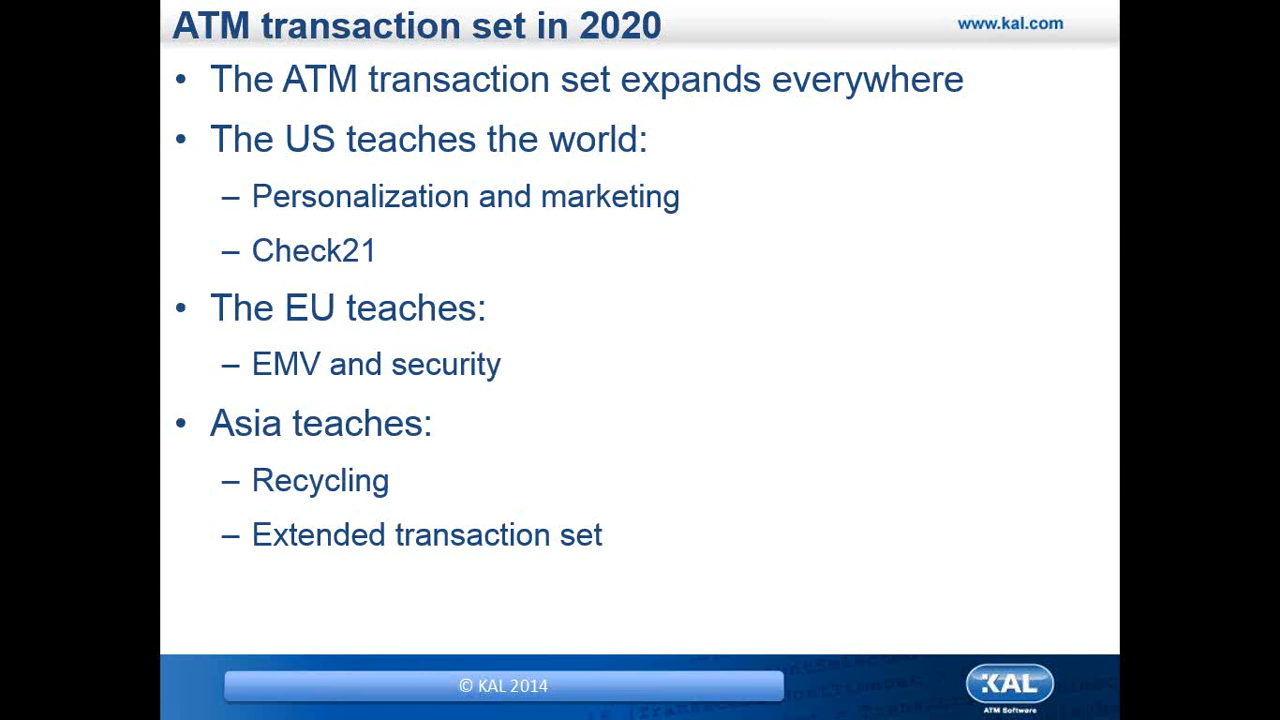 ATM transaction set in 2020
www.kal.com
• The ATM transaction set expands everywhere
• The US teaches the world:
– Personalization and marketing
– Check21
• The EU teaches:
– EMV and security
• Asia teaches:
– Recycling
– Extended transaction set
© KAL 2014
KAL
ATM Software